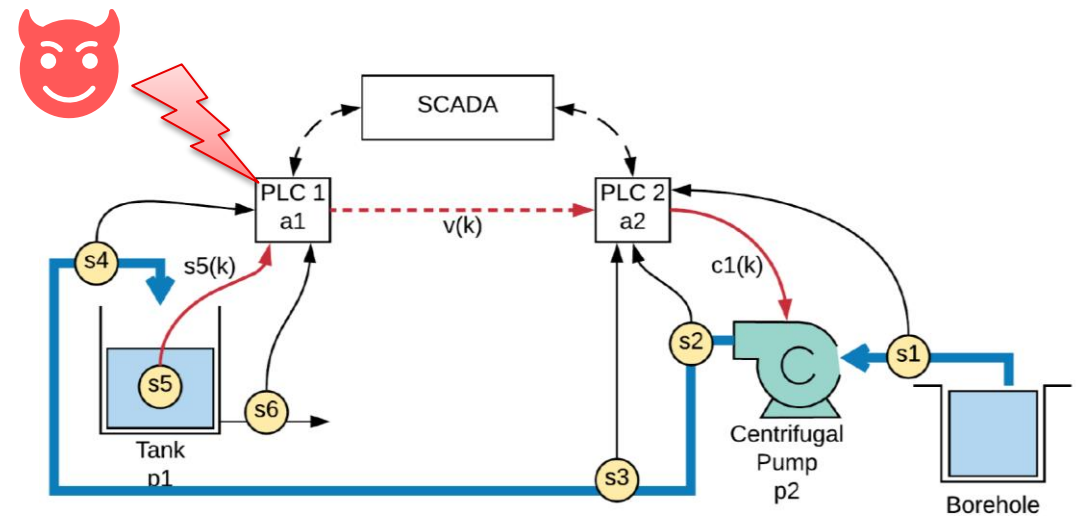 SCADA
PLC 1
a1
PLC 2
a2
v(k)
s4
s5(k)
c1(k)
s2
s1
s5
s6
Tank
p1
s3
Centrifugal
Pump
p2
Borehole